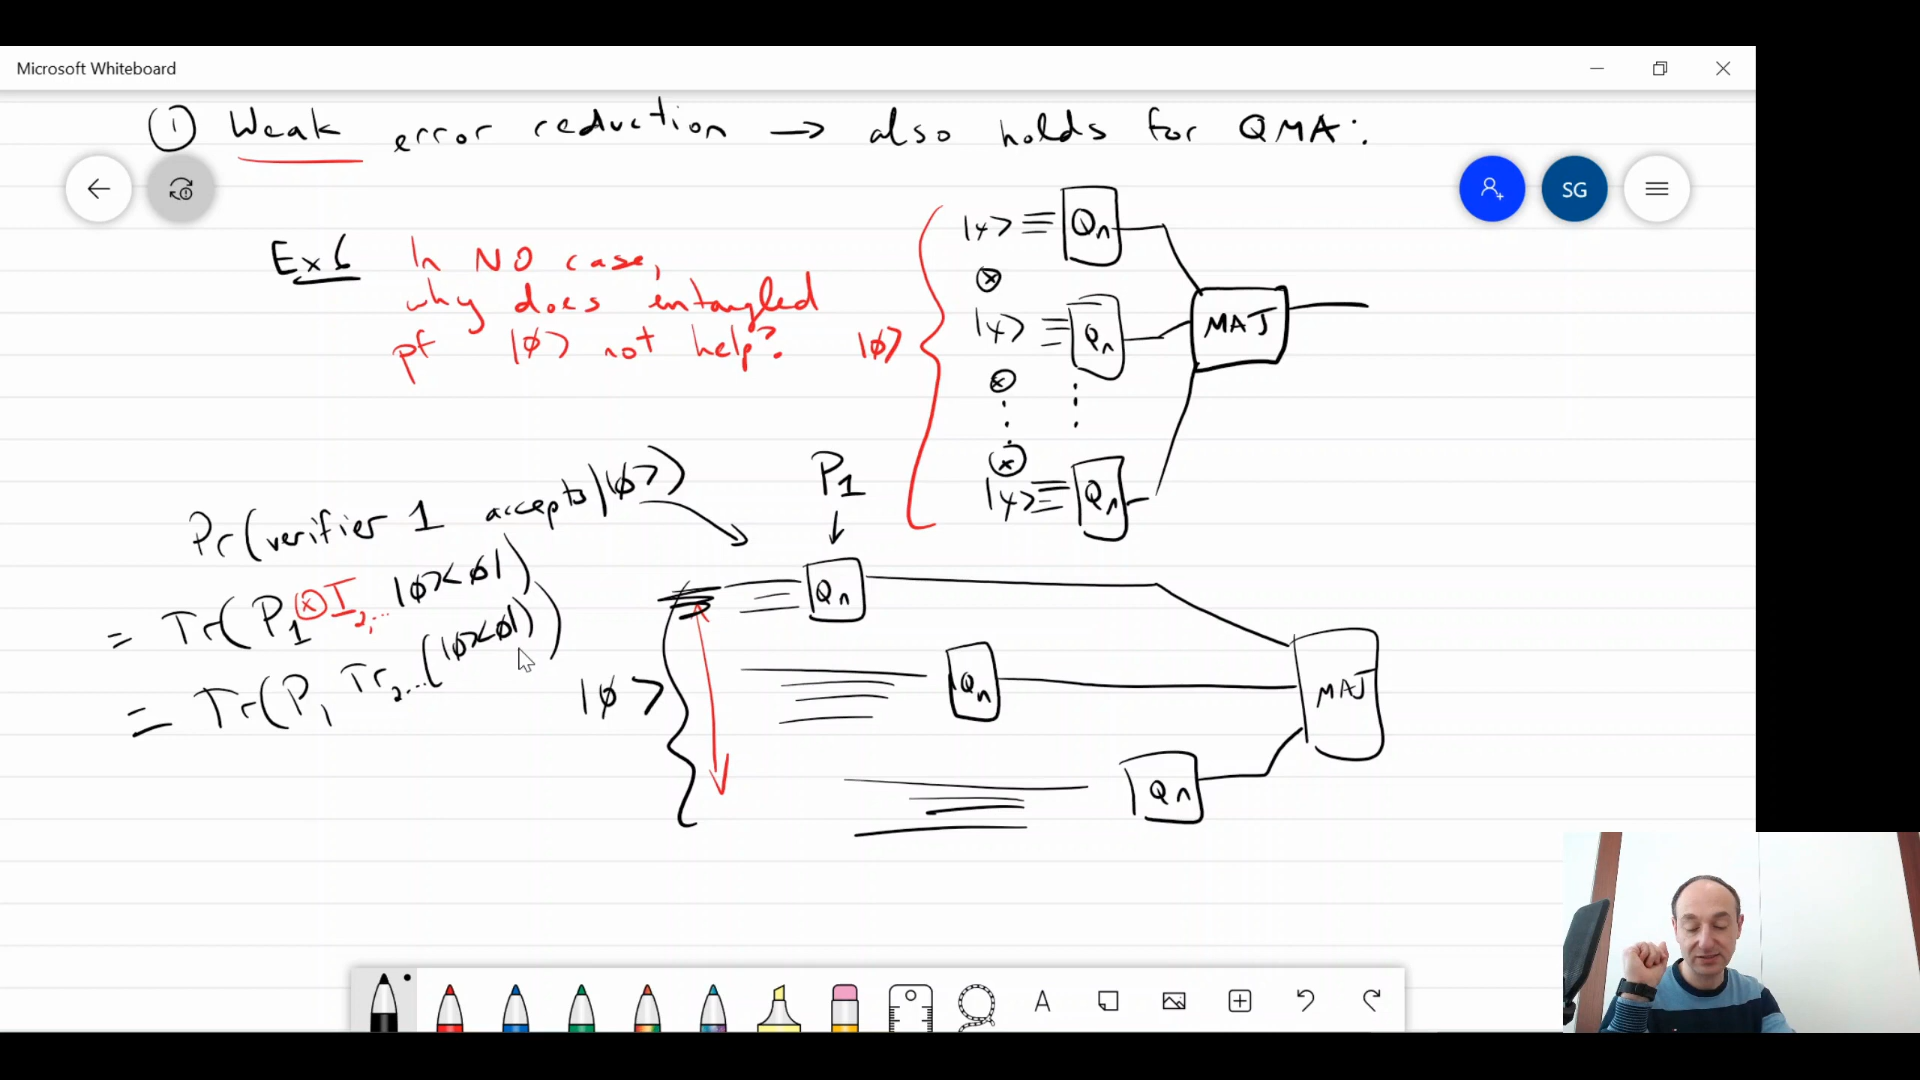 Microsoft Whiteboard
① Weak error reduction → also holds for QMA:
SG
Ex 6 In NO case,
why does entangled
pf |ϕ> not help?
|ϕ>
|ψ> Qn
⊗
|ψ> Qn
⊗
⊗
|ψ> Qn
MAJ
Pr(verifier 1 accepts | |ϕ>)
= Tr(P1 ⊗ I2,... |ϕ><ϕ|)
= Tr(P1 Tr2,...(|ϕ><ϕ|))
P1
↓
|ϕ>
Qn
Qn
Qn
MAJ
A